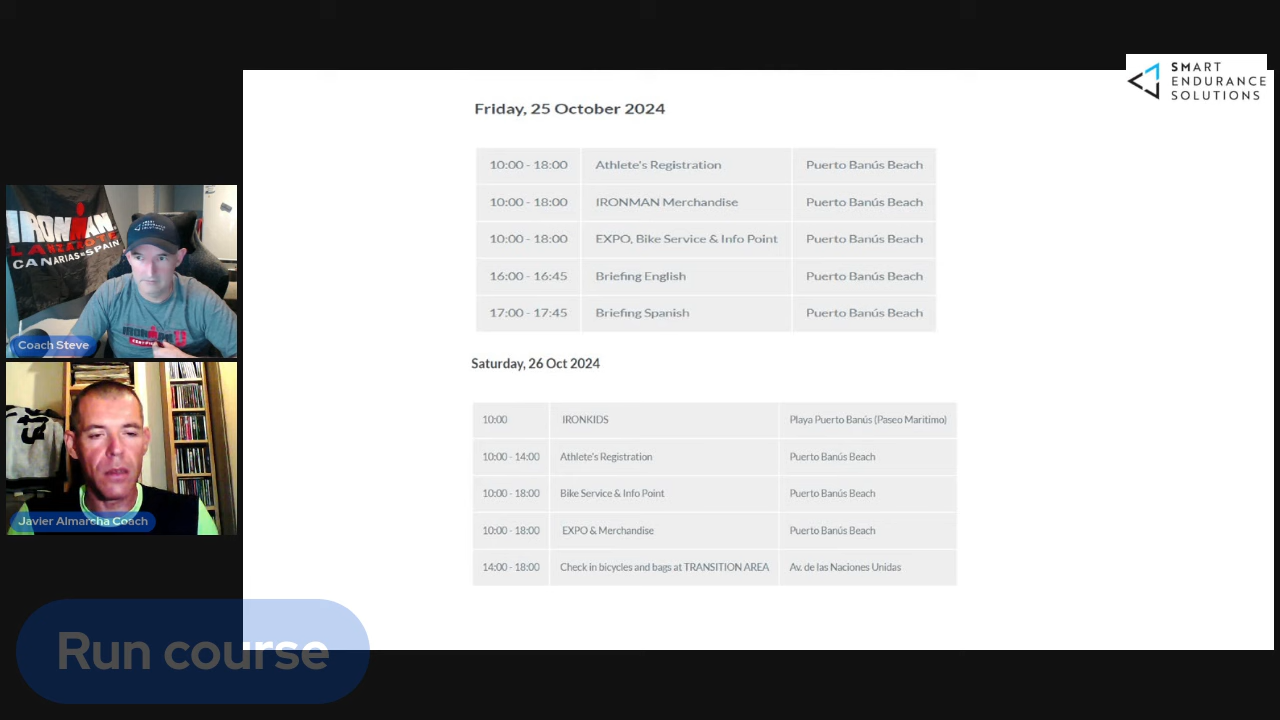 SMART
ENDURANCE
SOLUTIONS
Friday, 25 October 2024
10:00 - 18:00 Athlete's Registration Puerto Banús Beach
10:00 - 18:00 IRONMAN Merchandise Puerto Banús Beach
10:00 - 18:00 EXPO, Bike Service & Info Point Puerto Banús Beach
16:00 - 16:45 Briefing English Puerto Banús Beach
17:00 - 17:45 Briefing Spanish Puerto Banús Beach
Saturday, 26 Oct 2024
10:00 IRONKIDS Playa Puerto Banús (Paseo Marítimo)
10:00 - 14:00 Athlete's Registration Puerto Banús Beach
10:00 - 18:00 Bike Service & Info Point Puerto Banús Beach
10:00 - 18:00 EXPO & Merchandise Puerto Banús Beach
14:00 - 18:00 Check in bicycles and bags at TRANSITION AREA Av. de las Naciones Unidas
IRONMAN
LANZAROTE
CANARIAS SPAIN
Coach Steve
Javier Almarcha Coach
Run course